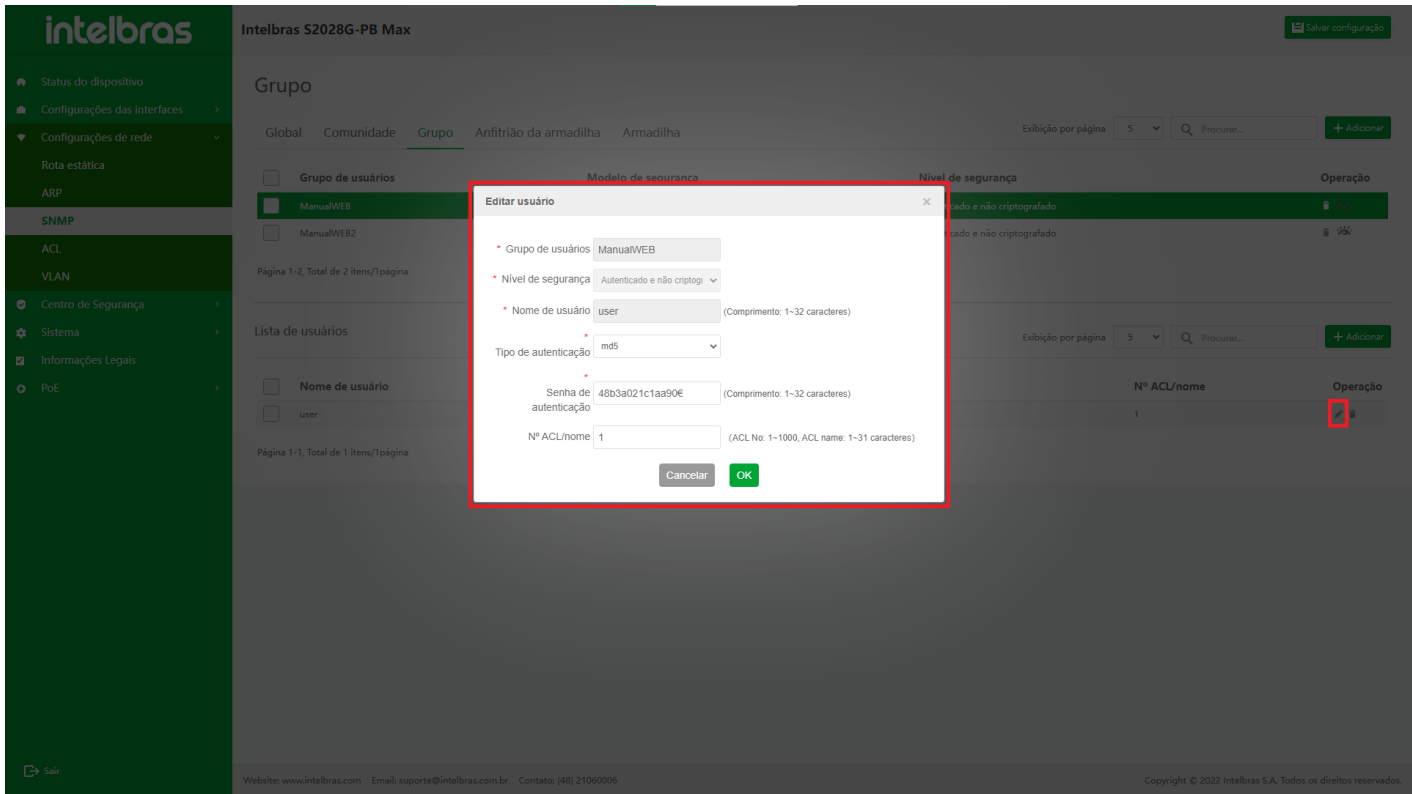 intelbras
Intelbras S2028G-PB Max
Salvar configuração
Status do dispositivo
Configurações das interfaces
Configurações de rede
Rota estática
ARP
SNMP
ACL
VLAN
Centro de Segurança
Sistema
Informações Legais
PoE
Sair
Grupo
Global Comunidade Grupo Anfitrião da armadilha Armadilha
Exibição por página 5 Procurar... + Adicionar
Grupo de usuários Modelo de segurança Nível de segurança Operação
ManualWEB cado e não criptografado
ManualWEB2 cado e não criptografado
Página 1-2, Total de 2 itens/1página
Editar usuário ×
* Grupo de usuários ManualWEB
* Nível de segurança Autenticado e não criptogr
* Nome de usuário user (Comprimento: 1~32 caracteres)
*
Tipo de autenticação md5
*
Senha de 48b3a021c1aa90€ (Comprimento: 1~32 caracteres)
autenticação
Nº ACL/nome 1 (ACL No: 1~1000, ACL name: 1~31 caracteres)
Cancelar OK
Lista de usuários
Exibição por página 5 Procurar... + Adicionar
Nome de usuário Nº ACL/nome Operação
user 1
Página 1-1, Total de 1 itens/1página
Website: www.intelbras.com Email: suporte@intelbras.com.br Contato: (48) 21060006
Copyright © 2022 Intelbras S.A. Todos os direitos reservados.